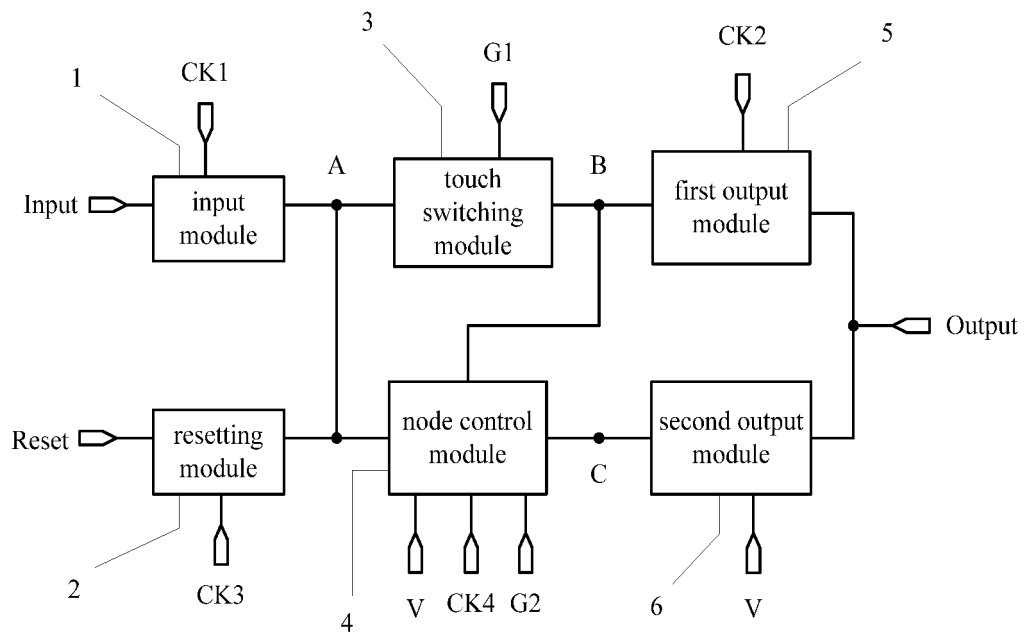 3
5
CK2
G1
1
CK1
A
B
touch
switching
module
first output
module
Input
input
module
Output
Reset
resetting
module
node control
module
second output
module
C
2
CK3
4
V
CK4
G2
6
V